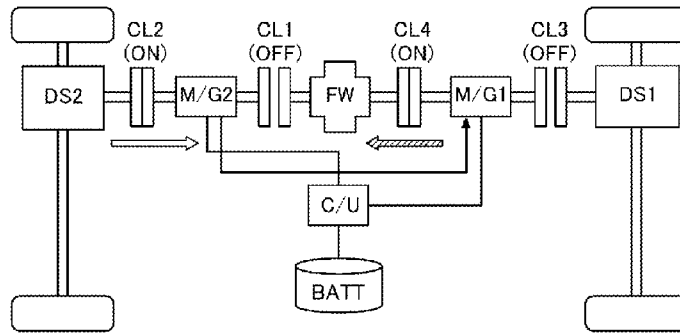 CL2
(ON)
CL1
(OFF)
CL4
(ON)
CL3
(OFF)
DS2
M/G2
FW
M/G1
DS1
C/U
BATT